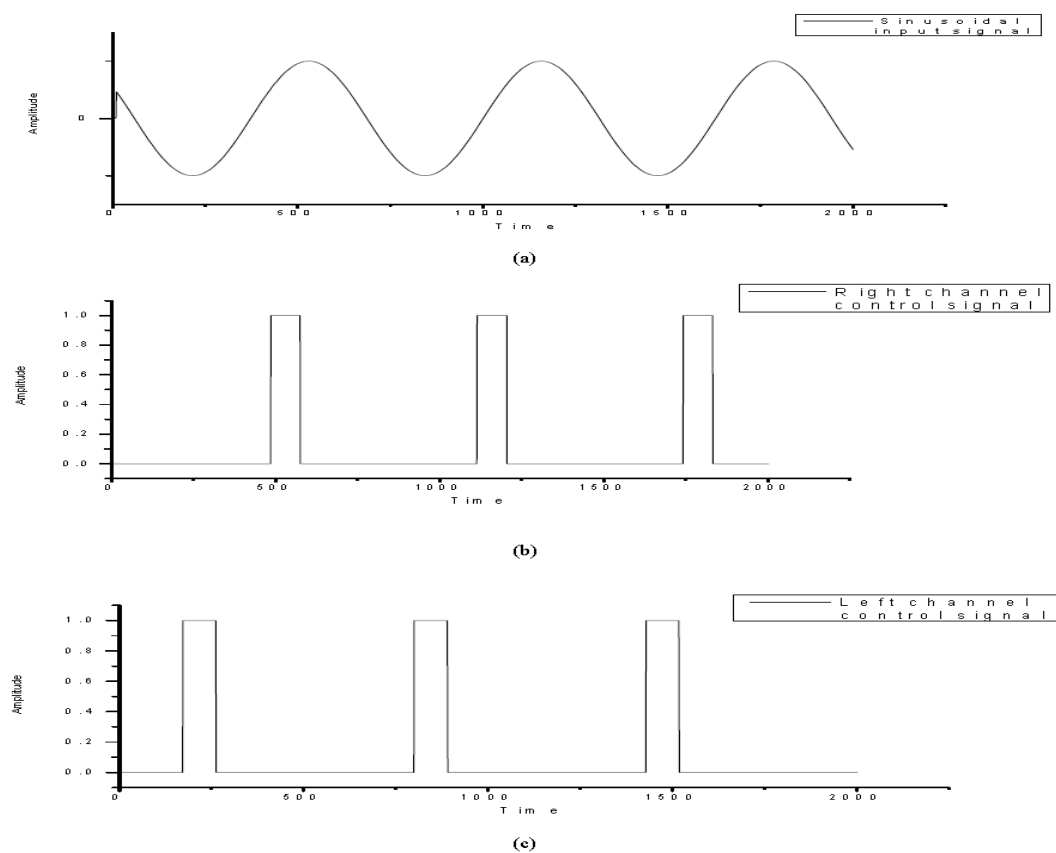 Sinusoidal
input signal
Amplitude
0
0 500 1000 1500 2000
Time
(a)
Right channel
control signal
1.0
0.8
0.6
0.4
0.2
0.0
Amplitude
0 500 1000 1500 2000
Time
(b)
Left channel
control signal
1.0
0.8
0.6
0.4
0.2
0.0
Amplitude
0 500 1000 1500 2000
Time
(c)